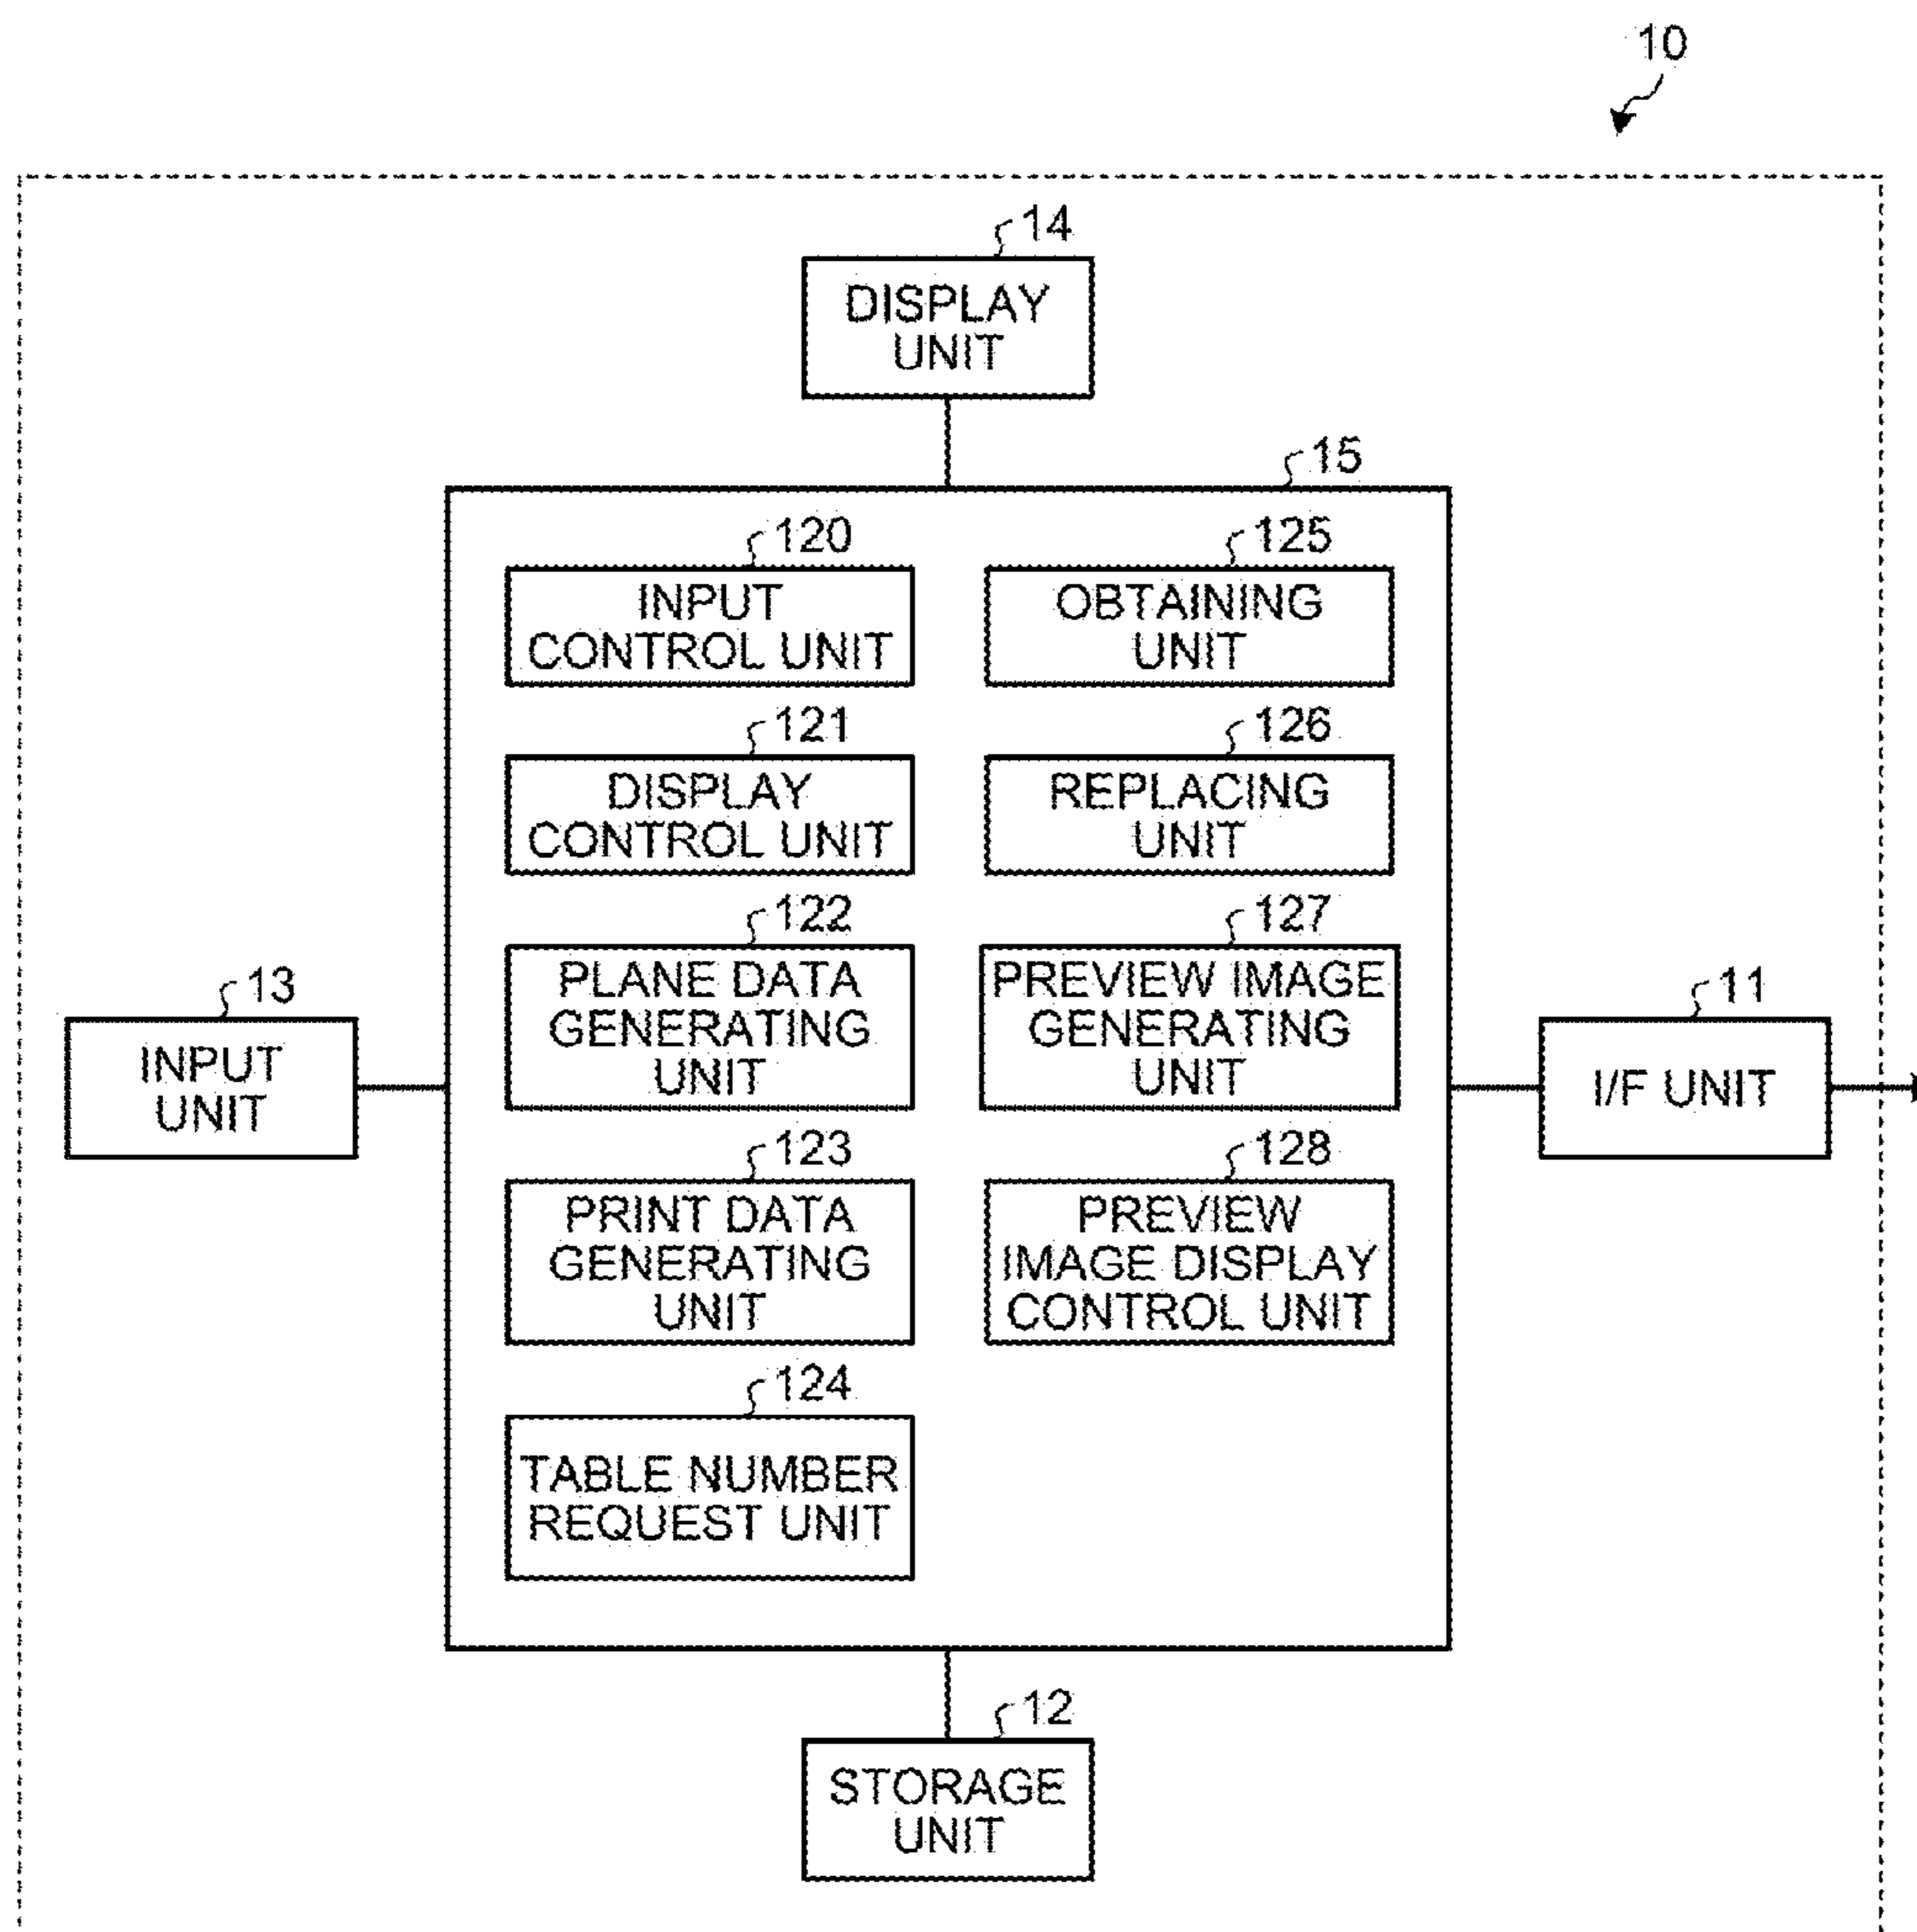 10
14
DISPLAY
UNIT
15
120
INPUT
CONTROL UNIT
125
OBTAINING
UNIT
121
DISPLAY
CONTROL UNIT
126
REPLACING
UNIT
122
PLANE DATA
GENERATING
UNIT
127
PREVIEW IMAGE
GENERATING
UNIT
13
INPUT
UNIT
11
I/F UNIT
123
PRINT DATA
GENERATING
UNIT
128
PREVIEW
IMAGE DISPLAY
CONTROL UNIT
124
TABLE NUMBER
REQUEST UNIT
12
STORAGE
UNIT